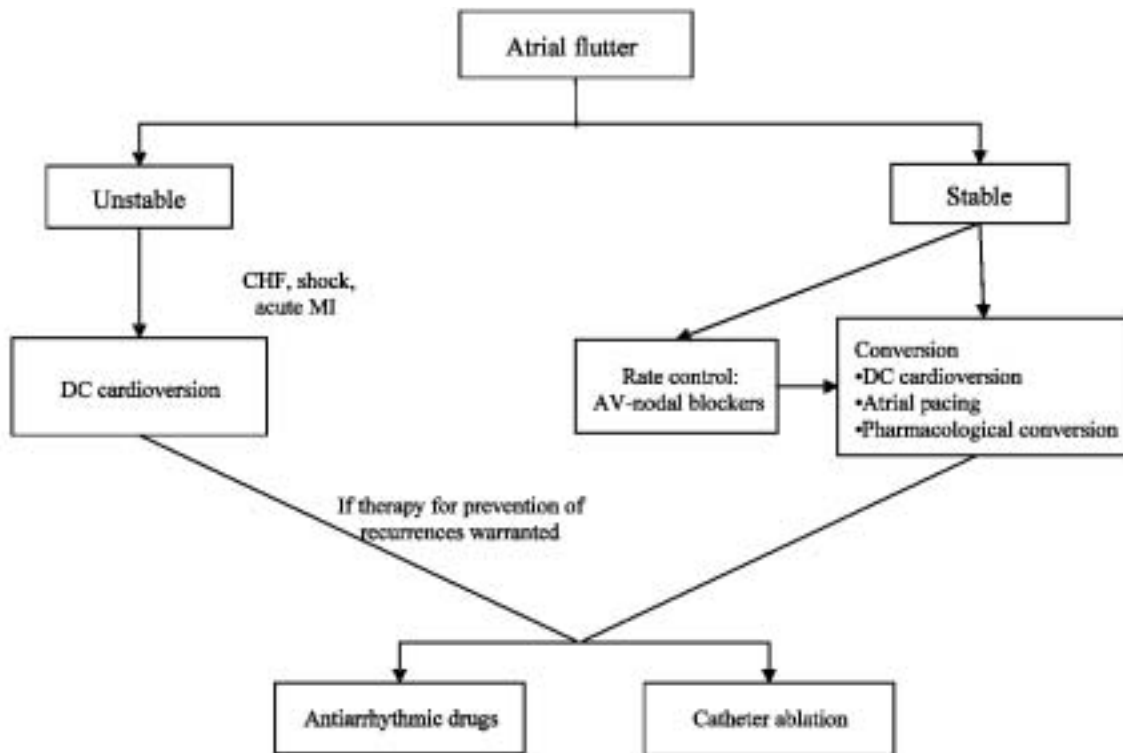 Atrial flutter
Unstable
Stable
CHF, shock,
acute MI
DC cardioversion
Rate control:
AV-nodal blockers
Conversion
•DC cardioversion
•Atrial pacing
•Pharmacological conversion
If therapy for prevention of
recurrences warranted
Antiarrhythmic drugs
Catheter ablation